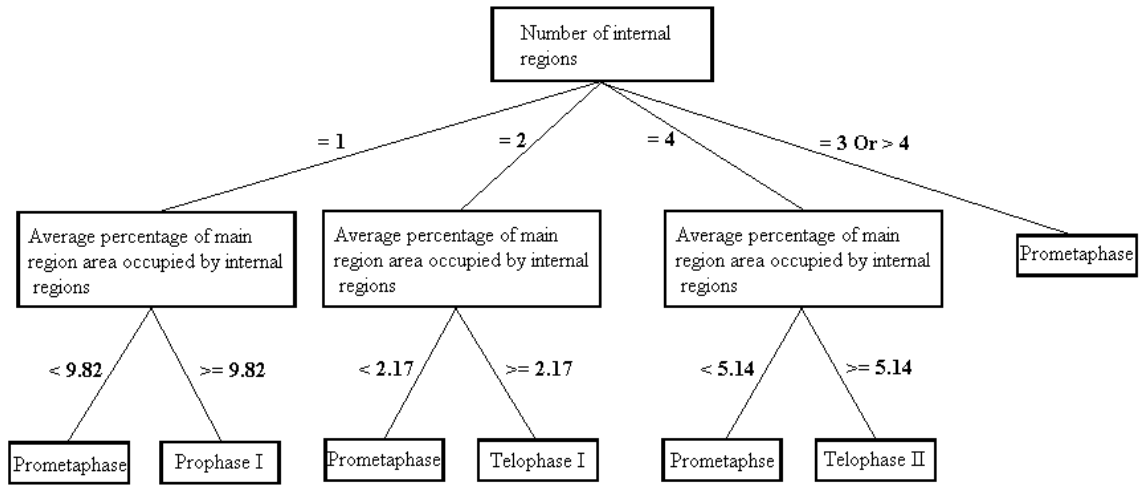 Number of internal
regions
= 1
= 2
= 4
= 3 Or > 4
Average percentage of main
region area occupied by internal
regions
Average percentage of main
region area occupied by internal
regions
Average percentage of main
region area occupied by internal
regions
Prometaphase
< 9.82
>= 9.82
< 2.17
>= 2.17
< 5.14
>= 5.14
Prometaphase
Prophase I
Prometaphase
Telophase I
Prometaphse
Telophase II